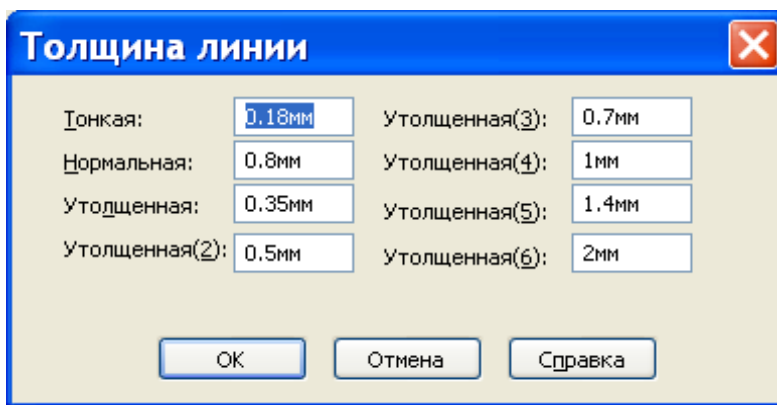 Толщина линии
Тонкая: 0.18мм Утолщенная(3): 0.7мм
Нормальная: 0.8мм Утолщенная(4): 1мм
Утолщенная: 0.35мм Утолщенная(5): 1.4мм
Утолщенная(2): 0.5мм Утолщенная(6): 2мм
ОК Отмена Справка